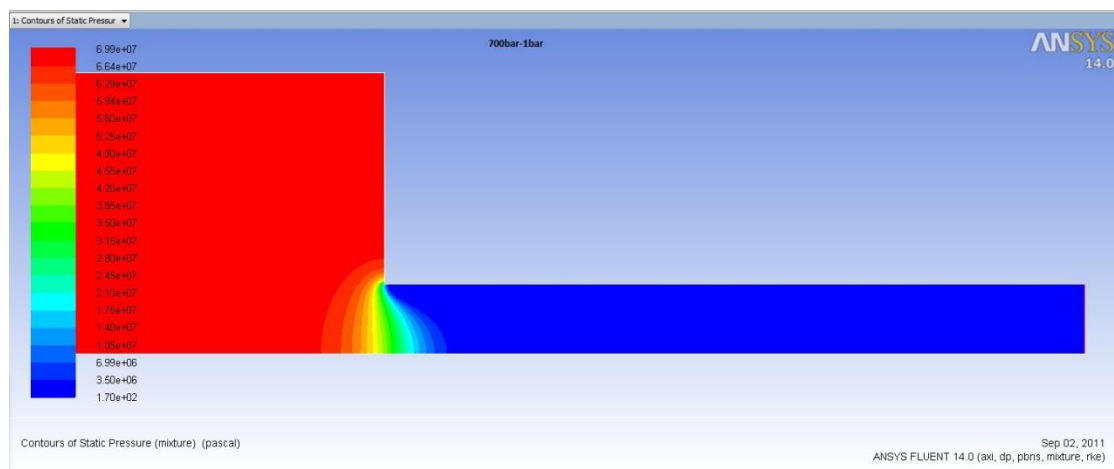 1: Contours of Static Pressur
700bar-1bar
ANSYS
14.0
6.99e+07
6.64e+07
6.29e+07
5.94e+07
5.60e+07
5.25e+07
4.90e+07
4.55e+07
4.20e+07
3.85e+07
3.50e+07
3.15e+07
2.80e+07
2.45e+07
2.10e+07
1.75e+07
1.40e+07
1.05e+07
6.99e+06
3.50e+06
1.70e+02
Contours of Static Pressure (mixture) (pascal)
Sep 02, 2011
ANSYS FLUENT 14.0 (axi, dp, pbns, mixture, rke)